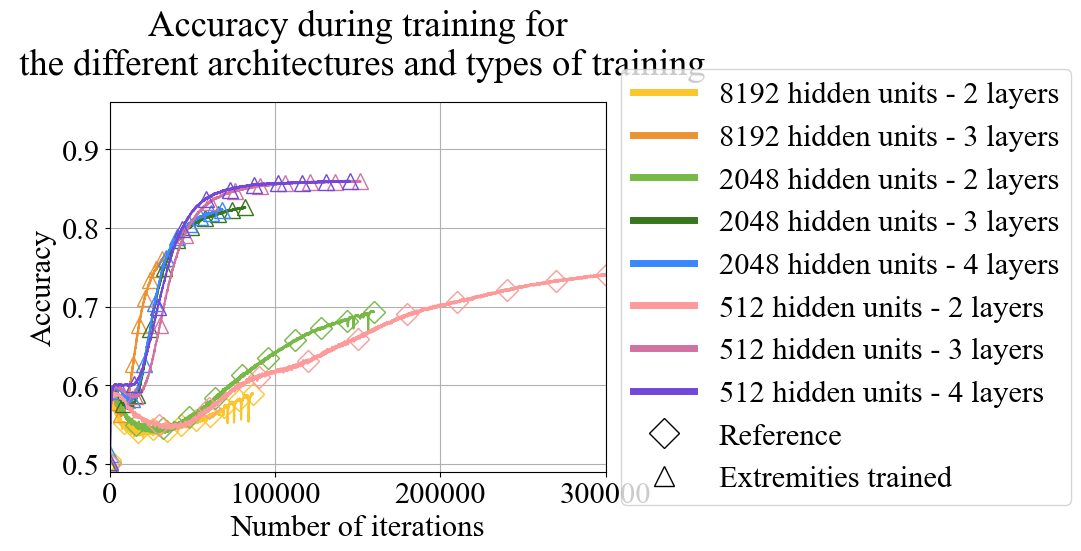 Accuracy during training for
the different architectures and types of training
8192 hidden units - 2 layers
8192 hidden units - 3 layers
2048 hidden units - 2 layers
2048 hidden units - 3 layers
2048 hidden units - 4 layers
512 hidden units - 2 layers
512 hidden units - 3 layers
512 hidden units - 4 layers
Reference
Extremities trained
Accuracy
0.9
0.8
0.7
0.6
0.5
0 100000 200000 300000
Number of iterations